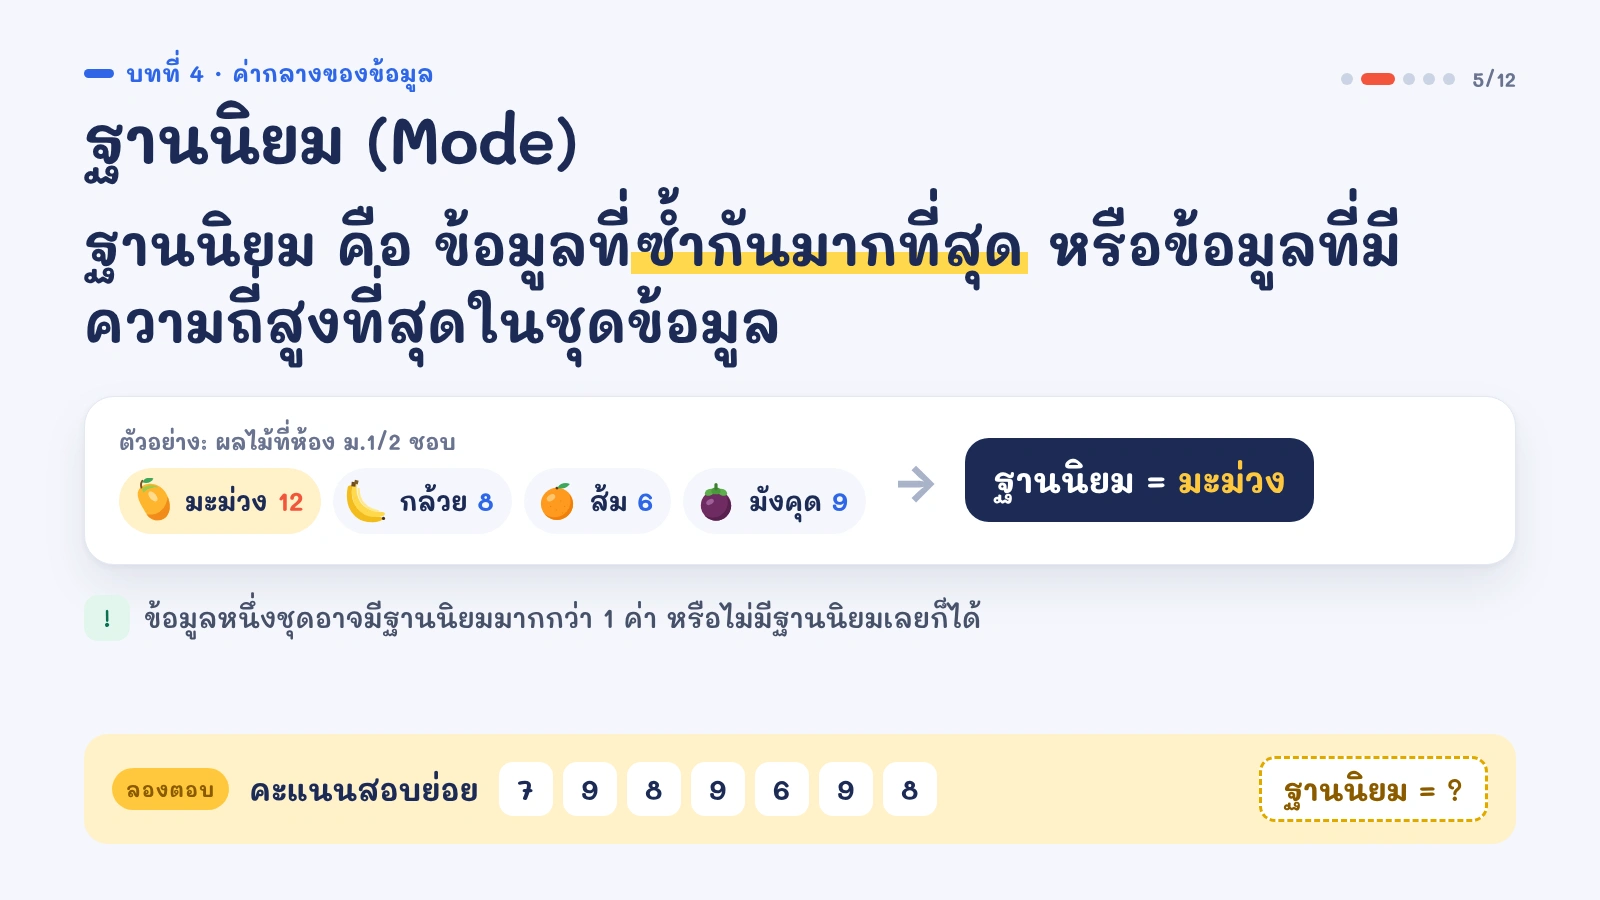 บทที่ 4 · ค่ากลางของข้อมูล
5/12
ฐานนิยม (Mode)
ฐานนิยม คือ ข้อมูลที่ซ้ำกันมากที่สุด หรือข้อมูลที่มี
ความถี่สูงที่สุดในชุดข้อมูล
ตัวอย่าง: ผลไม้ที่ห้อง ม.1/2 ชอบ
มะม่วง 12 กล้วย 8 ส้ม 6 มังคุด 9
ฐานนิยม = มะม่วง
! ข้อมูลหนึ่งชุดอาจมีฐานนิยมมากกว่า 1 ค่า หรือไม่มีฐานนิยมเลยก็ได้
ลองตอบ คะแนนสอบย่อย 7 9 8 9 6 9 8 ฐานนิยม = ?